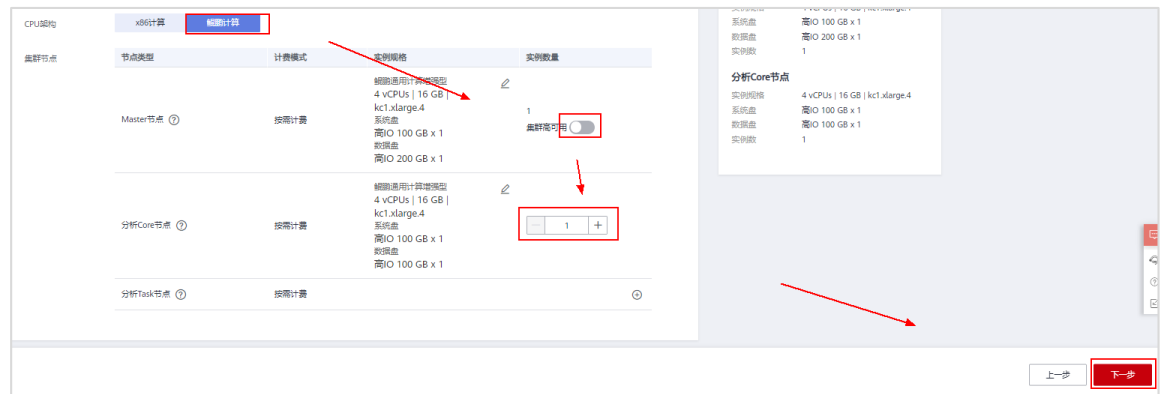 CPU架构
x86计算
鲲鹏计算
集群节点
节点类型
计费模式
实例规格
实例数量
Master节点
按需计费
鲲鹏通用计算增强型
4 vCPUs | 16 GB |
kc1.xlarge.4
系统盘
高IO 100 GB x 1
数据盘
高IO 200 GB x 1
1
集群高可用
分析Core节点
按需计费
鲲鹏通用计算增强型
4 vCPUs | 16 GB |
kc1.xlarge.4
系统盘
高IO 100 GB x 1
数据盘
高IO 100 GB x 1
1
分析Task节点
按需计费
系统盘
高IO 100 GB x 1
数据盘
高IO 200 GB x 1
实例数
1
分析Core节点
实例规格
4 vCPUs | 16 GB | kc1.xlarge.4
系统盘
高IO 100 GB x 1
数据盘
高IO 100 GB x 1
实例数
1
上一步
下一步